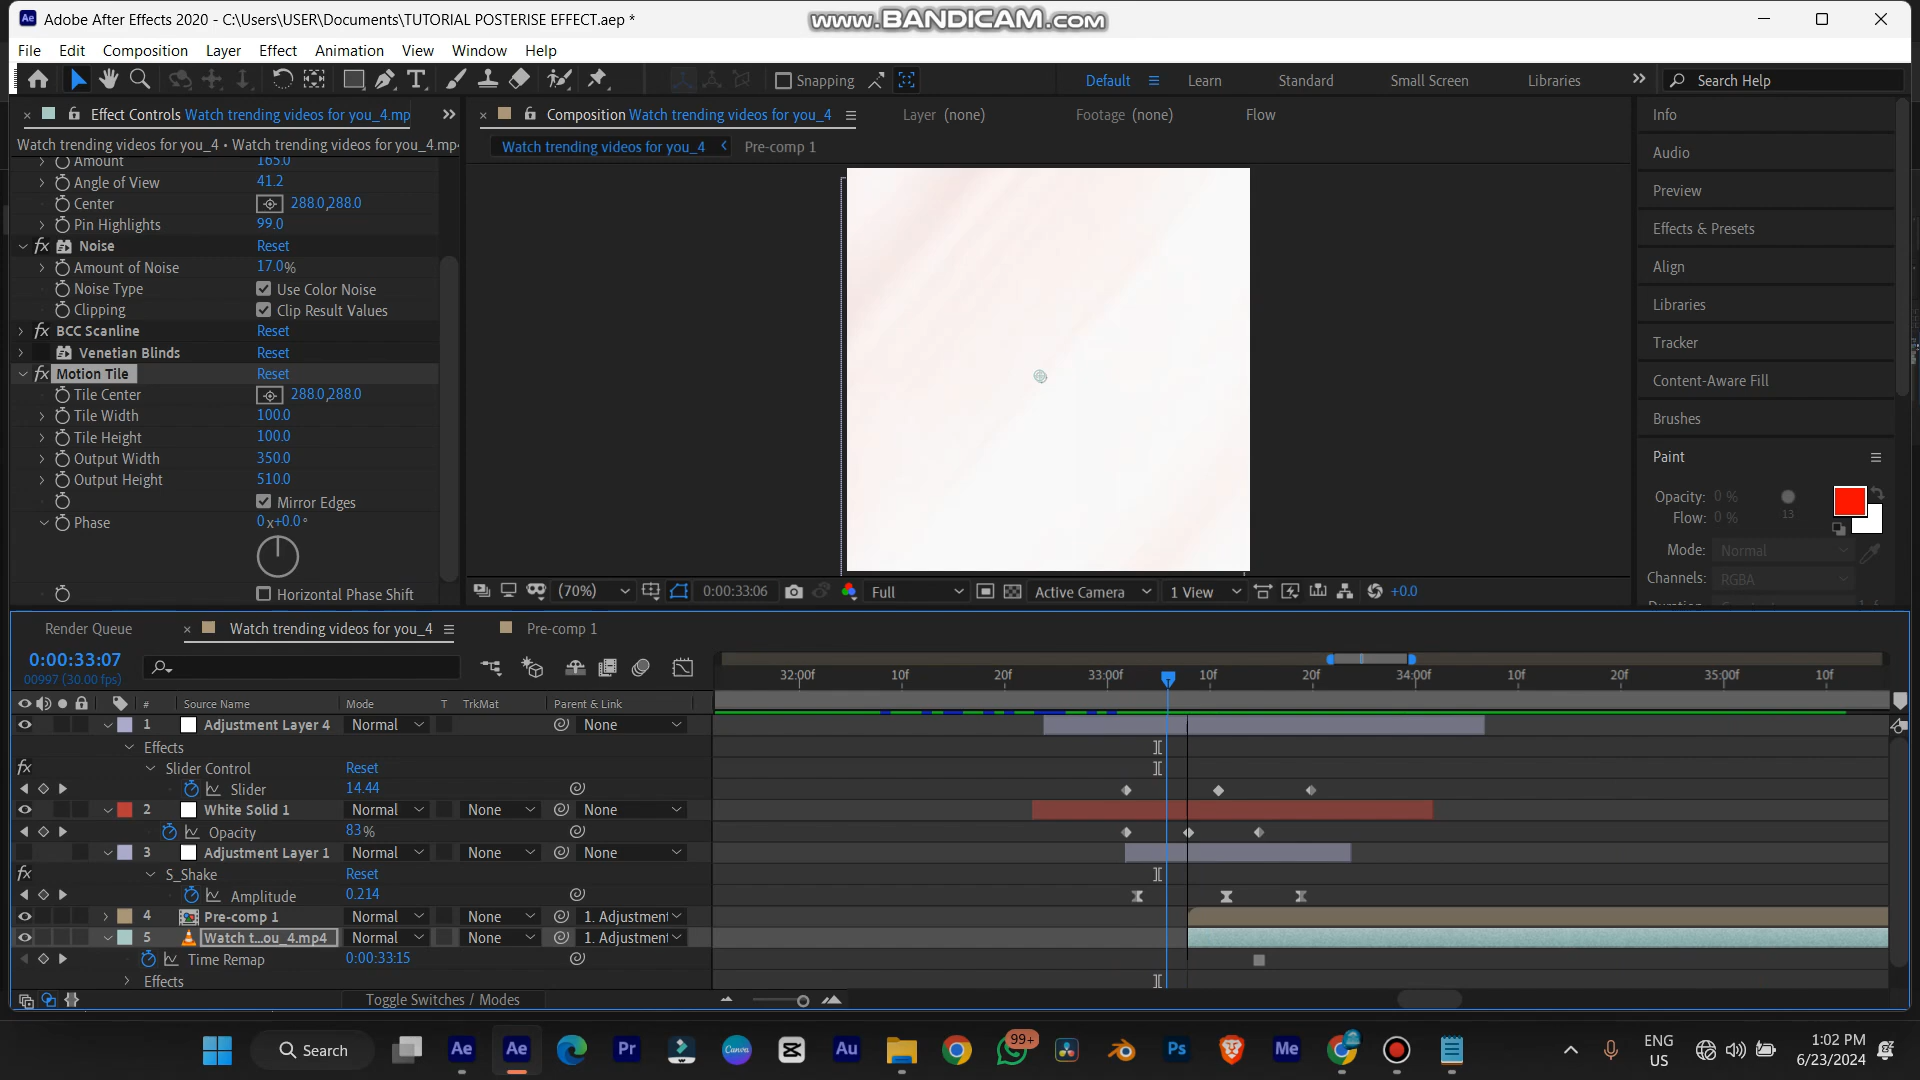 Adobe After Effects 2020 - C:\Users\USER\Documents\TUTORIAL POSTERISE EFFECT.aep *
www.BANDICAM.com
File Edit Composition Layer Effect Animation View Window Help
Snapping
Default Learn Standard Small Screen Libraries
Search Help
Effect Controls Watch trending videos for you_4.mp
Watch trending videos for you_4 • Watch trending videos for you_4.mp
Amount 165.0
Angle of View 41.2
Center 288.0,288.0
Pin Highlights 99.0
fx Noise Reset
Amount of Noise 17.0%
Noise Type Use Color Noise
Clipping Clip Result Values
fx BCC Scanline Reset
Venetian Blinds Reset
fx Motion Tile Reset
Tile Center 288.0,288.0
Tile Width 100.0
Tile Height 100.0
Output Width 350.0
Output Height 510.0
Mirror Edges
Phase 0x+0.0°
Horizontal Phase Shift
Composition Watch trending videos for you_4
Layer (none)
Footage (none)
Flow
Watch trending videos for you_4 Pre-comp 1
(70%) 0:00:33:06 Full Active Camera 1 View +0.0
Info
Audio
Preview
Effects & Presets
Align
Libraries
Tracker
Content-Aware Fill
Brushes
Paint
Opacity: 0 %
Flow: 0 %
13
Mode: Normal
Channels: RGBA
Render Queue Watch trending videos for you_4 Pre-comp 1
0:00:33:07
00997 (30.00 fps)
32:00f 10f 20f 33:00f 10f 20f 34:00f 10f 20f 35:00f 10f
# Source Name Mode T TrkMat Parent & Link
1 Adjustment Layer 4 Normal None
Effects
fx Slider Control Reset
Slider 14.44
2 White Solid 1 Normal None None
Opacity 83%
3 Adjustment Layer 1 Normal None None
fx S_Shake Reset
Amplitude 0.214
4 Pre-comp 1 Normal None 1. Adjustment
5 Watch t...ou_4.mp4 Normal None 1. Adjustment
Time Remap 0:00:33:15
Effects
Toggle Switches / Modes
Search
Ae Ae Pr Au 99+ Ps Me
ENG
US
1:02 PM
6/23/2024